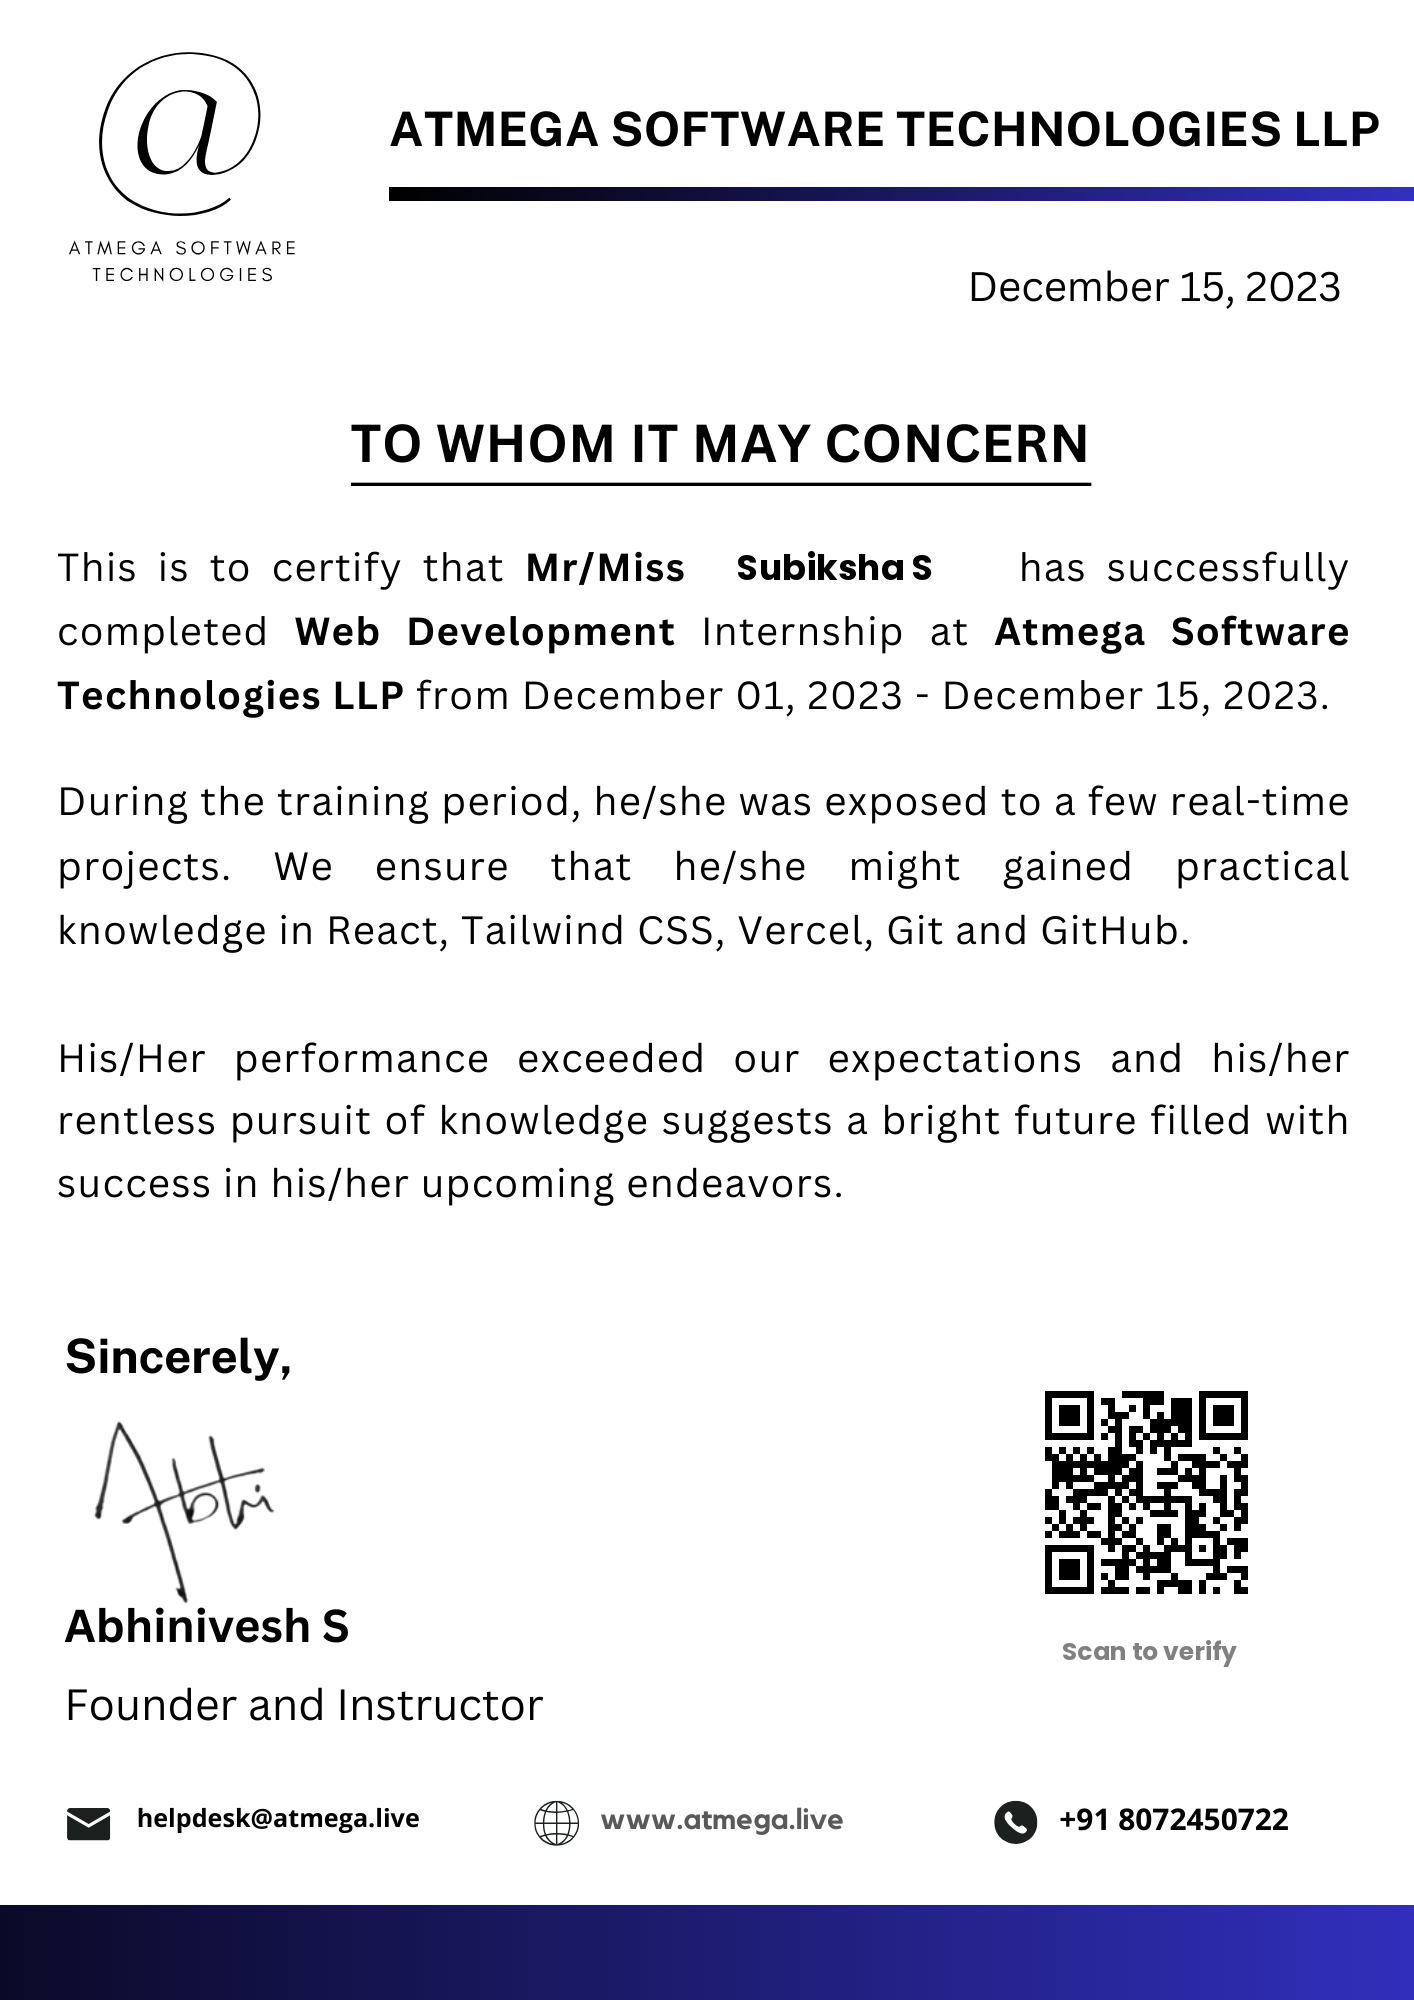 a
ATMEGA SOFTWARE
TECHNOLOGIES
ATMEGA SOFTWARE TECHNOLOGIES LLP
December 15, 2023
TO WHOM IT MAY CONCERN
This is to certify that Mr/Miss Subiksha S has successfully
completed Web Development Internship at Atmega Software
Technologies LLP from December 01, 2023 - December 15, 2023.
During the training period, he/she was exposed to a few real-time
projects. We ensure that he/she might gained practical
knowledge in React, Tailwind CSS, Vercel, Git and GitHub.
His/Her performance exceeded our expectations and his/her
rentless pursuit of knowledge suggests a bright future filled with
success in his/her upcoming endeavors.
Sincerely,
Abhi
Abhinivesh S
Founder and Instructor
Scan to verify
helpdesk@atmega.live
www.atmega.live
+91 8072450722